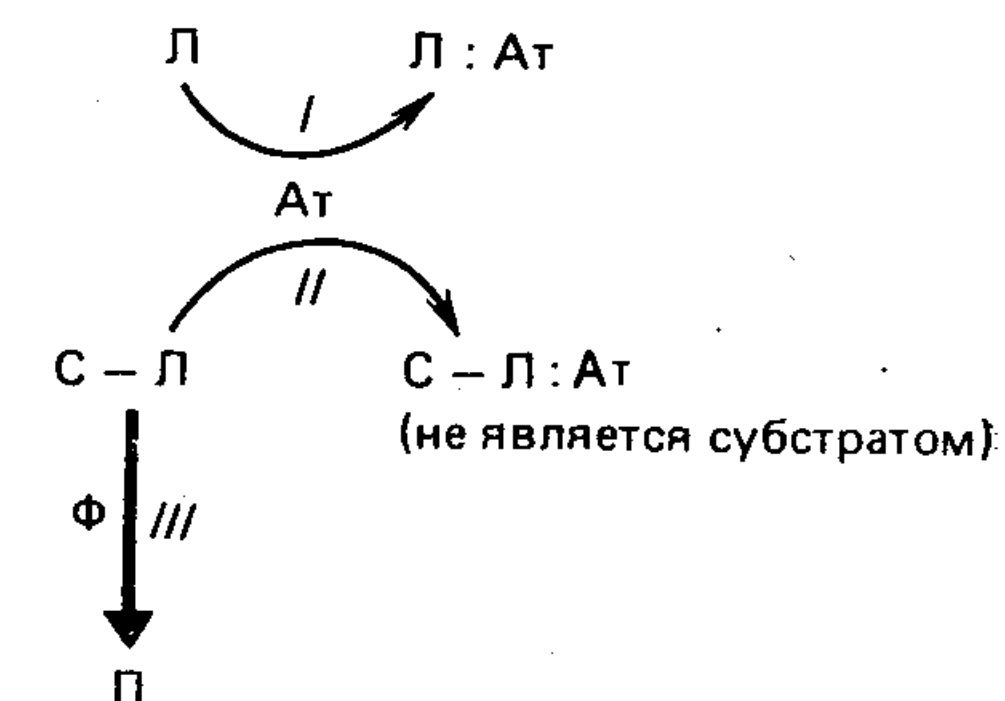 Л Л : Ат
I
Ат
II
С – Л С – Л : Ат
(не является субстратом)
Ф III
П